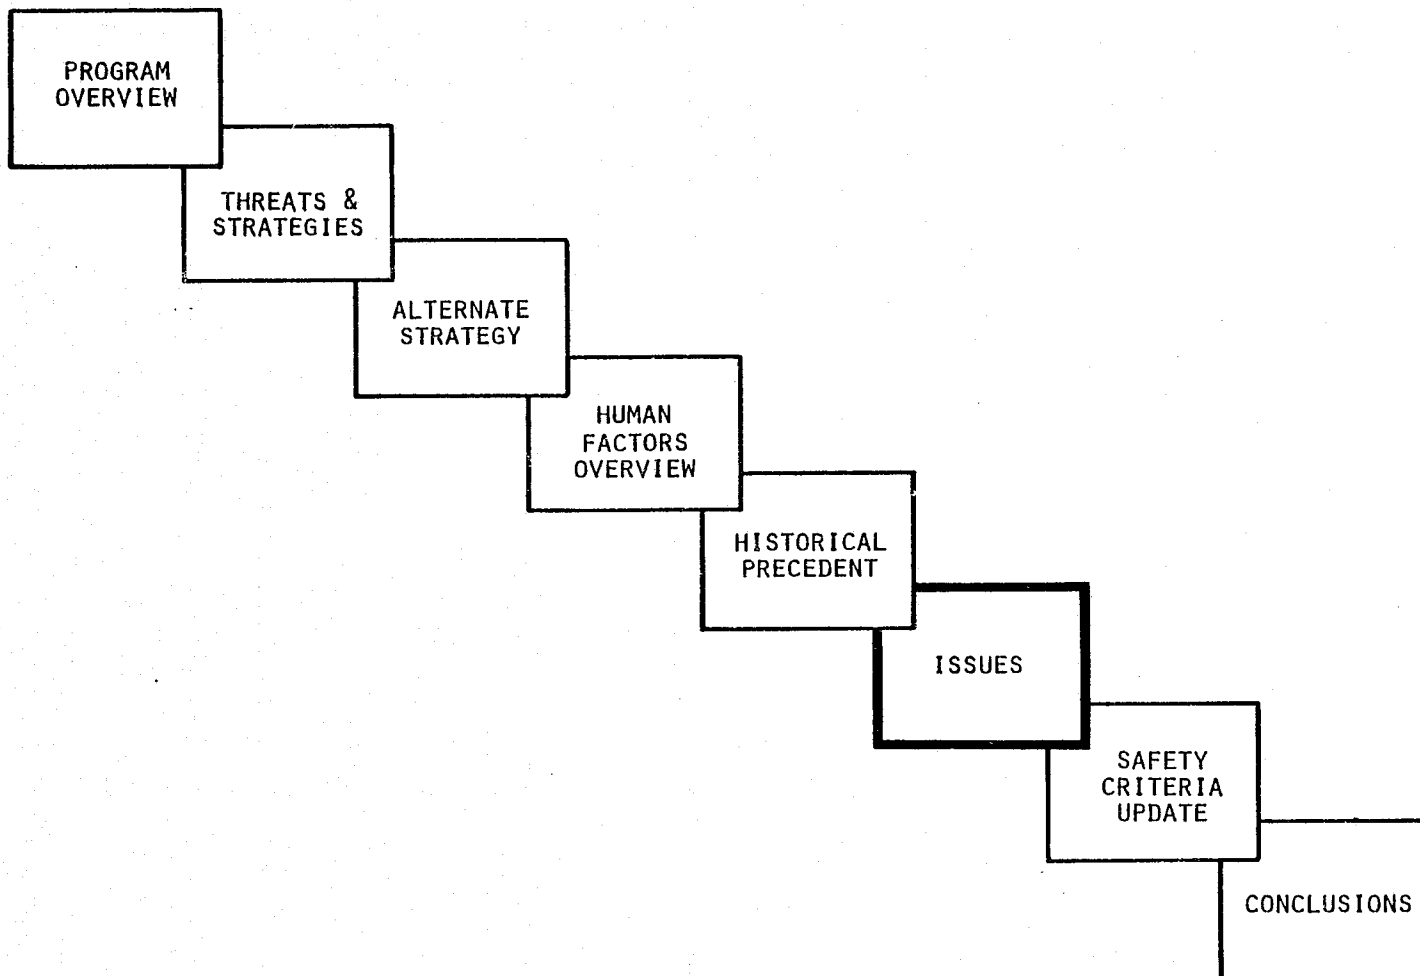 PROGRAM
OVERVIEW
THREATS &
STRATEGIES
ALTERNATE
STRATEGY
HUMAN
FACTORS
OVERVIEW
HISTORICAL
PRECEDENT
ISSUES
SAFETY
CRITERIA
UPDATE
CONCLUSIONS